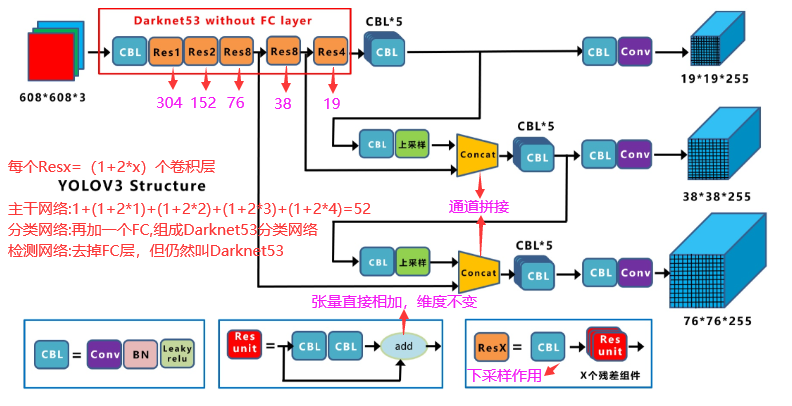 Darknet53 without FC layer
CBL*5
CBL Res1 Res2 Res8 Res8 Res4 CBL CBL Conv
608*608*3
304 152 76 38 19
19*19*255
CBL*5
CBL 上采样 Concat CBL CBL Conv
38*38*255
每个Resx=（1+2*x）个卷积层
YOLOV3 Structure
通道拼接
主干网络:1+(1+2*1)+(1+2*2)+(1+2*3)+(1+2*4)=52
分类网络:再加一个FC,组成Darknet53分类网络
检测网络:去掉FC层，但仍然叫Darknet53
CBL*5
CBL 上采样 Concat CBL CBL Conv
76*76*255
张量直接相加，维度不变
CBL = Conv BN Leaky relu
Res unit = CBL CBL add
ResX = CBL Res unit
下采样作用
X个残差组件